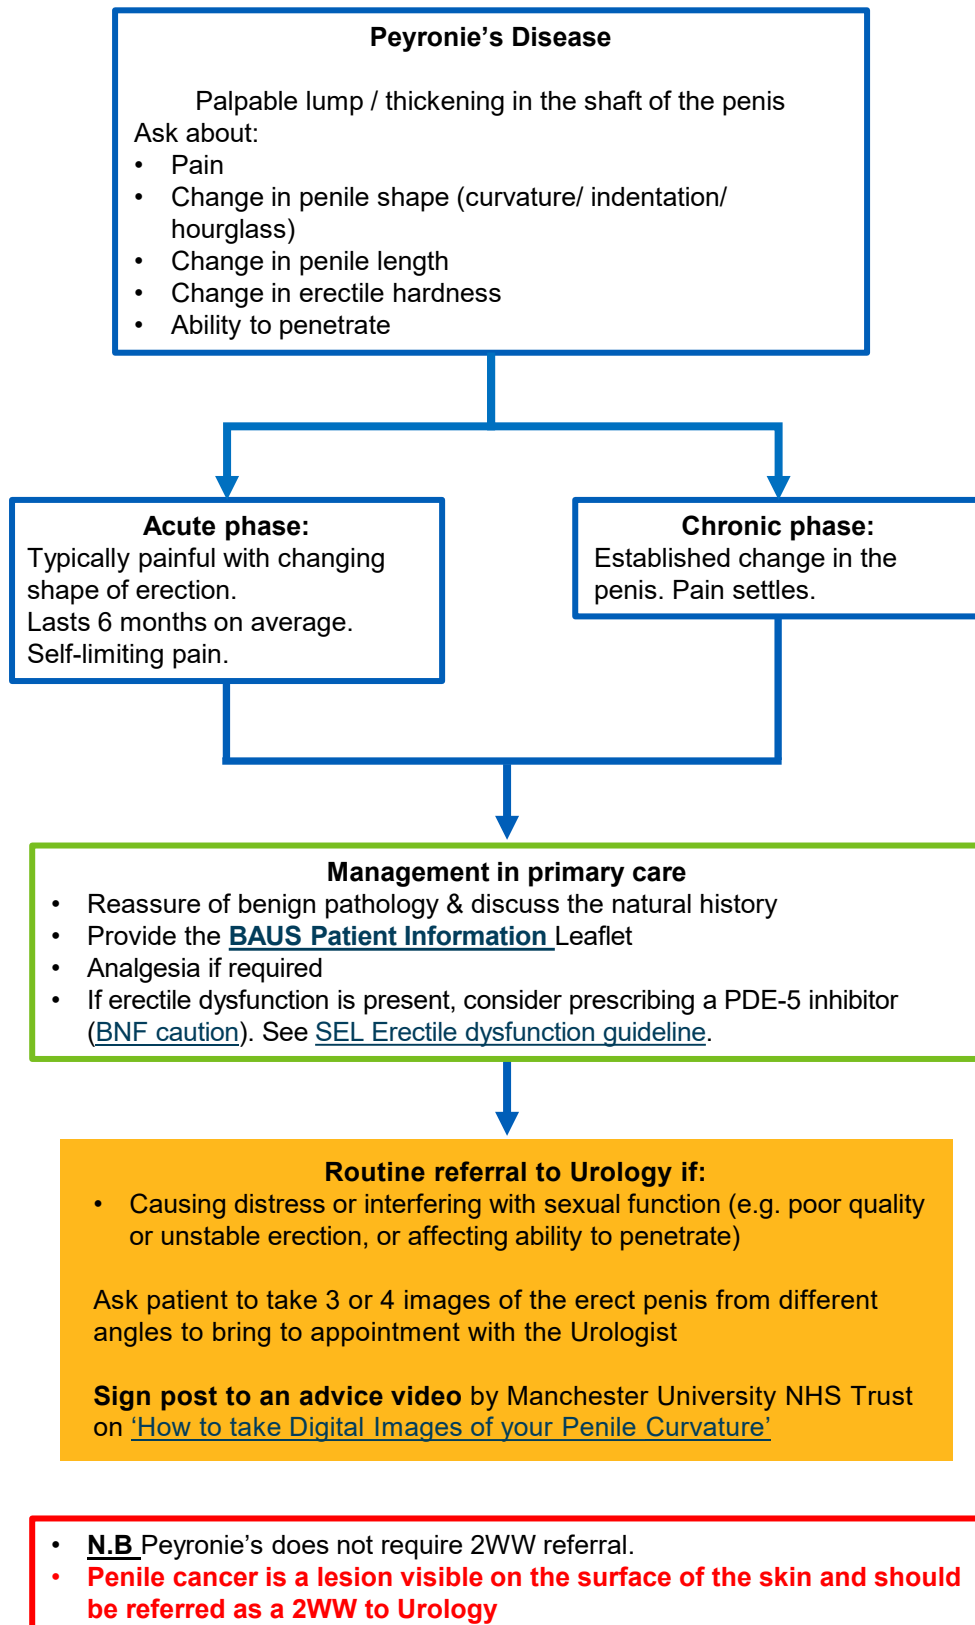 Peyronie's Disease
Palpable lump / thickening in the shaft of the penis
Ask about:
• Pain
• Change in penile shape (curvature/ indentation/
hourglass)
• Change in penile length
• Change in erectile hardness
• Ability to penetrate
Acute phase:
Typically painful with changing
shape of erection.
Lasts 6 months on average.
Self-limiting pain.
Chronic phase:
Established change in the
penis. Pain settles.
Management in primary care
• Reassure of benign pathology & discuss the natural history
• Provide the BAUS Patient Information Leaflet
• Analgesia if required
• If erectile dysfunction is present, consider prescribing a PDE-5 inhibitor
(BNF caution). See SEL Erectile dysfunction guideline.
Routine referral to Urology if:
• Causing distress or interfering with sexual function (e.g. poor quality
or unstable erection, or affecting ability to penetrate)
Ask patient to take 3 or 4 images of the erect penis from different
angles to bring to appointment with the Urologist
Sign post to an advice video by Manchester University NHS Trust
on 'How to take Digital Images of your Penile Curvature'
• N.B Peyronie's does not require 2WW referral.
• Penile cancer is a lesion visible on the surface of the skin and should
be referred as a 2WW to Urology